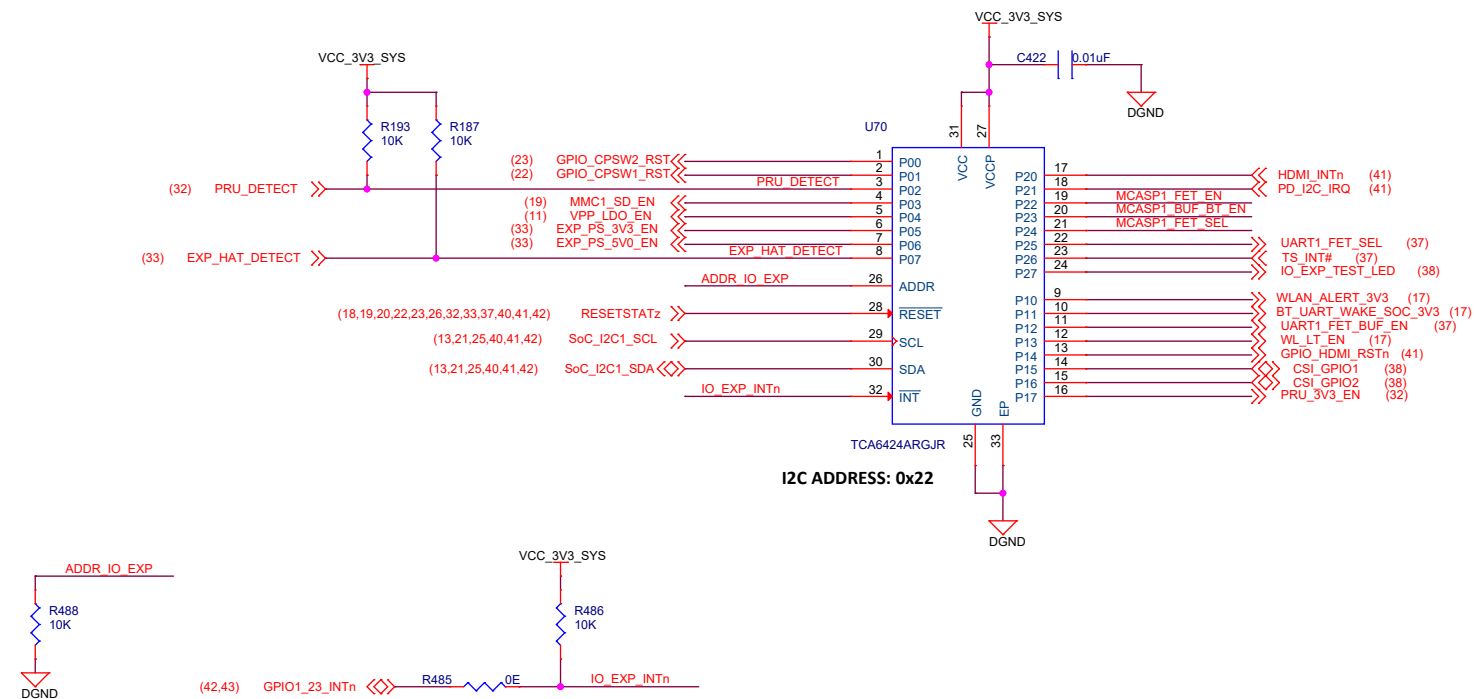 VCC_3V3_SYS
C422 0.01uF
DGND
VCC_3V3_SYS
R193 10K
R187 10K
U70
31 27
VCC VCCP
(23) GPIO_CPSW2_RST 1 P00
(22) GPIO_CPSW1_RST 2 P01
(32) PRU_DETECT PRU_DETECT 3 P02
(19) MMC1_SD_EN 4 P03
(11) VPP_LDO_EN 5 P04
(33) EXP_PS_3V3_EN 6 P05
(33) EXP_PS_5V0_EN 7 P06
(33) EXP_HAT_DETECT EXP_HAT_DETECT 8 P07
ADDR_IO_EXP 26 ADDR
(18,19,20,22,23,26,32,33,37,40,41,42) RESETSTATz 28 RESET
(13,21,25,40,41,42) SoC_I2C1_SCL 29 SCL
(13,21,25,40,41,42) SoC_I2C1_SDA 30 SDA
IO_EXP_INTn 32 INT
P20 17 HDMI_INTn (41)
P21 18 PD_I2C_IRQ (41)
P22 19 MCASP1_FET_EN
P23 20 MCASP1_BUF_BT_EN
P24 21 MCASP1_FET_SEL
P25 22 UART1_FET_SEL (37)
P26 23 TS_INT# (37)
P27 24 IO_EXP_TEST_LED (38)
P10 9 WLAN_ALERT_3V3 (17)
P11 10 BT_UART_WAKE_SOC_3V3 (17)
P12 11 UART1_FET_BUF_EN (37)
P13 12 WL_LT_EN (17)
P14 13 GPIO_HDMI_RSTn (41)
P15 14 CSI_GPIO1 (38)
P16 15 CSI_GPIO2 (38)
P17 16 PRU_3V3_EN (32)
GND EP
25 33
TCA6424ARGJR
I2C ADDRESS: 0x22
DGND
ADDR_IO_EXP
R488 10K
DGND
VCC_3V3_SYS
R486 10K
(42,43) GPIO1_23_INTn R485 0E IO_EXP_INTn